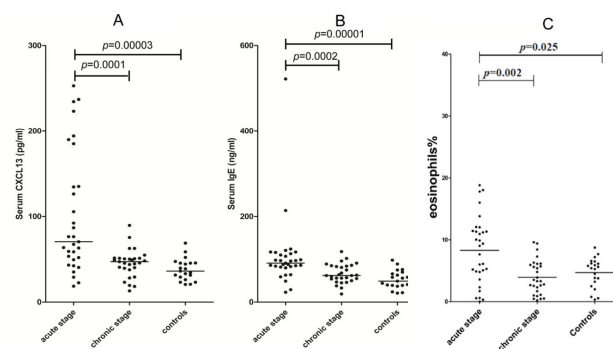 A
p=0.00003
p=0.0001
300
200
100
0
Serum CXCL13 (pg/ml)
acute stage
chronic stage
controls
B
p=0.00001
p=0.0002
600
400
200
0
Serum IgE (ng/ml)
acute stage
chronic stage
controls
C
p=0.025
p=0.002
40
30
20
10
0
eosinophils%
acute stage
chronic stage
Controls